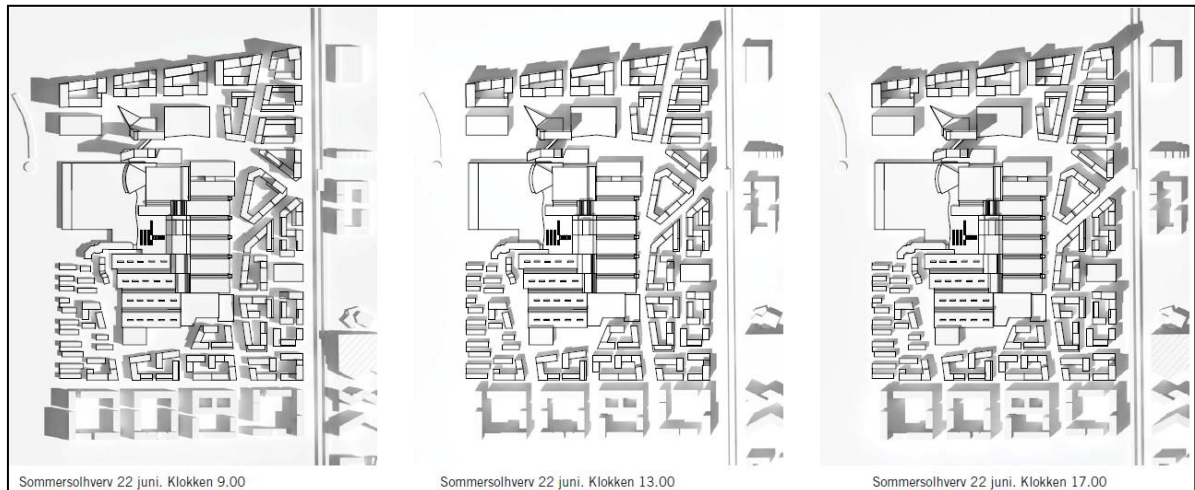 Sommersolhverv 22 juni. Klokken 9.00
Sommersolhverv 22 juni. Klokken 13.00
Sommersolhverv 22 juni. Klokken 17.00